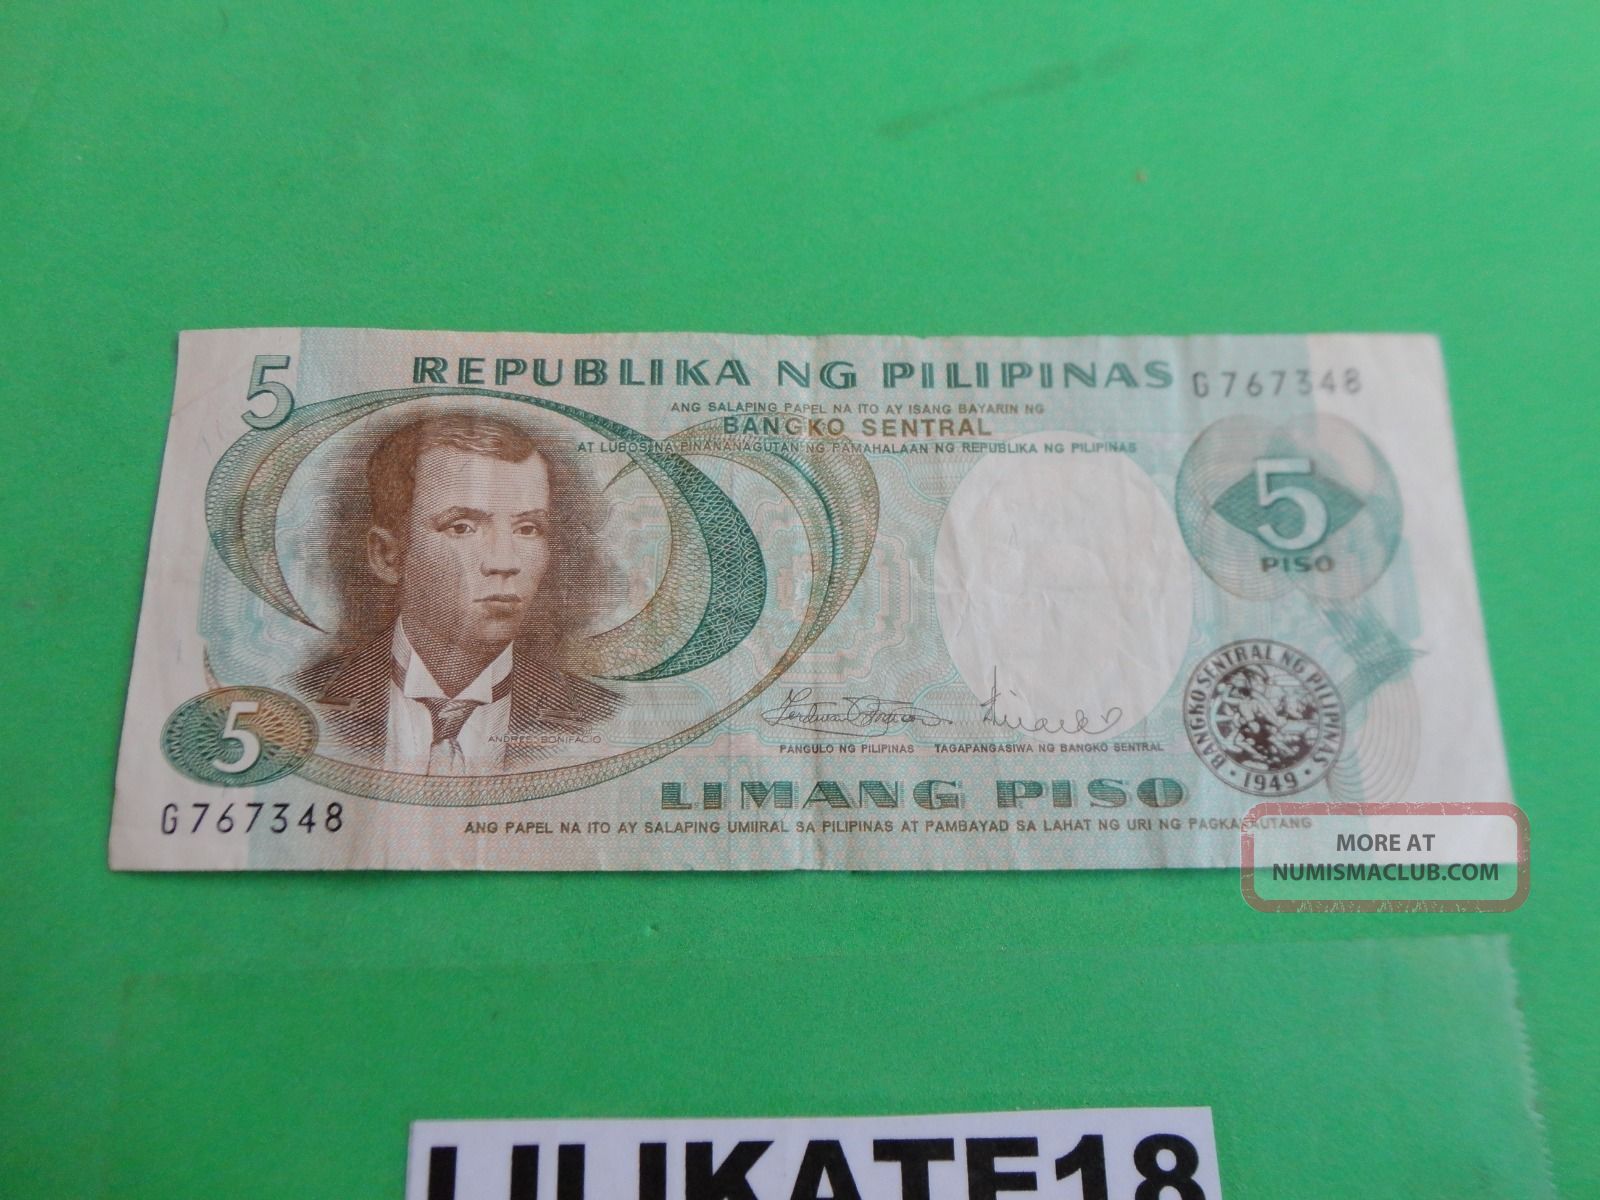 5
REPUBLIKA NG PILIPINAS
G767348
ANG SALAPING PAPEL NA ITO AY ISANG BAYARIN NG
BANGKO SENTRAL
AT LUBOS NA PINANANAGUTAN NG PAMAHALAAN NG REPUBLIKA NG PILIPINAS
5
PISO
BANGKO SENTRAL NG PILIPINAS
1949
5
ANDRES BONIFACIO
PANGULO NG PILIPINAS TAGAPANGASIWA NG BANGKO SENTRAL
LIMANG PISO
G767348
ANG PAPEL NA ITO AY SALAPING UMIIRAL SA PILIPINAS AT PAMBAYAD SA LAHAT NG URI NG PAGKAKAUTANG
MORE AT
NUMISMACLUB.COM
LILIKATE18